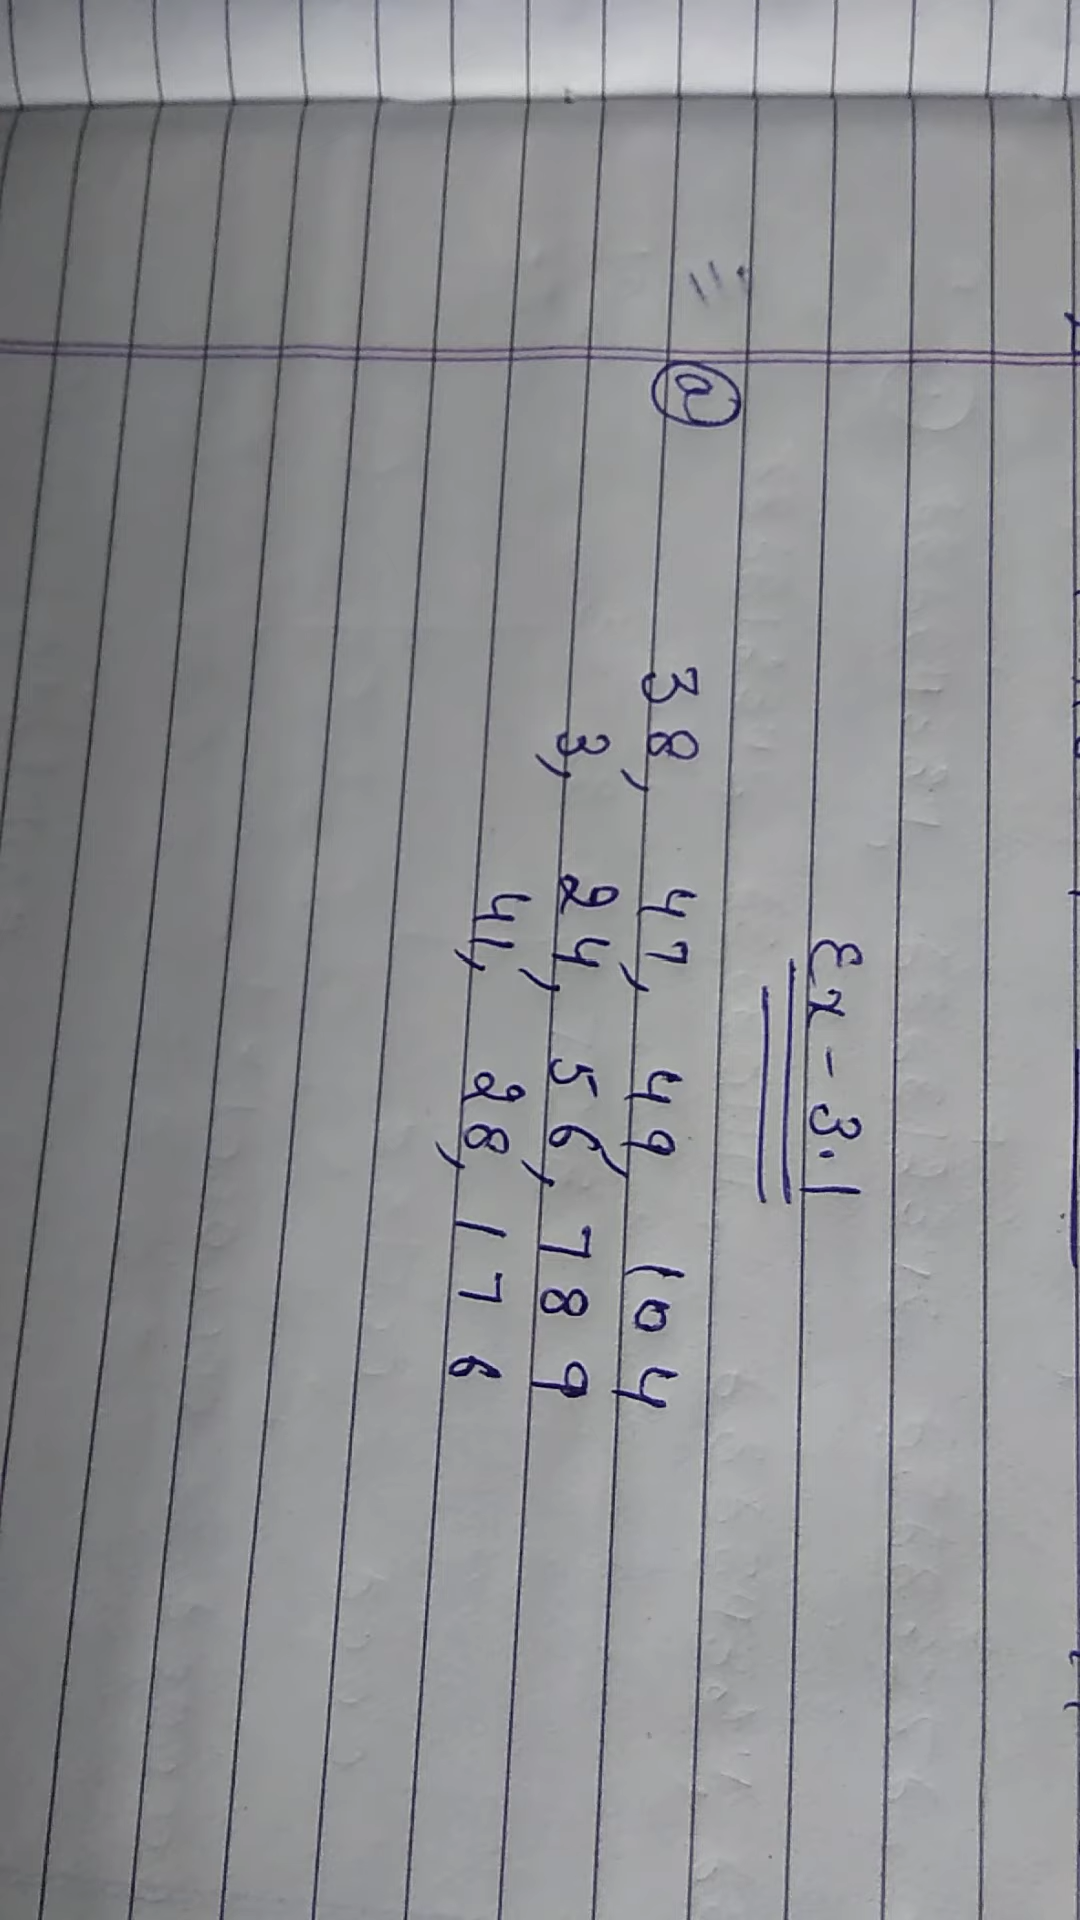 Ex - 3.1
(a) 38, 47, 49, 104
3, 24, 56, 789
41, 28, 176